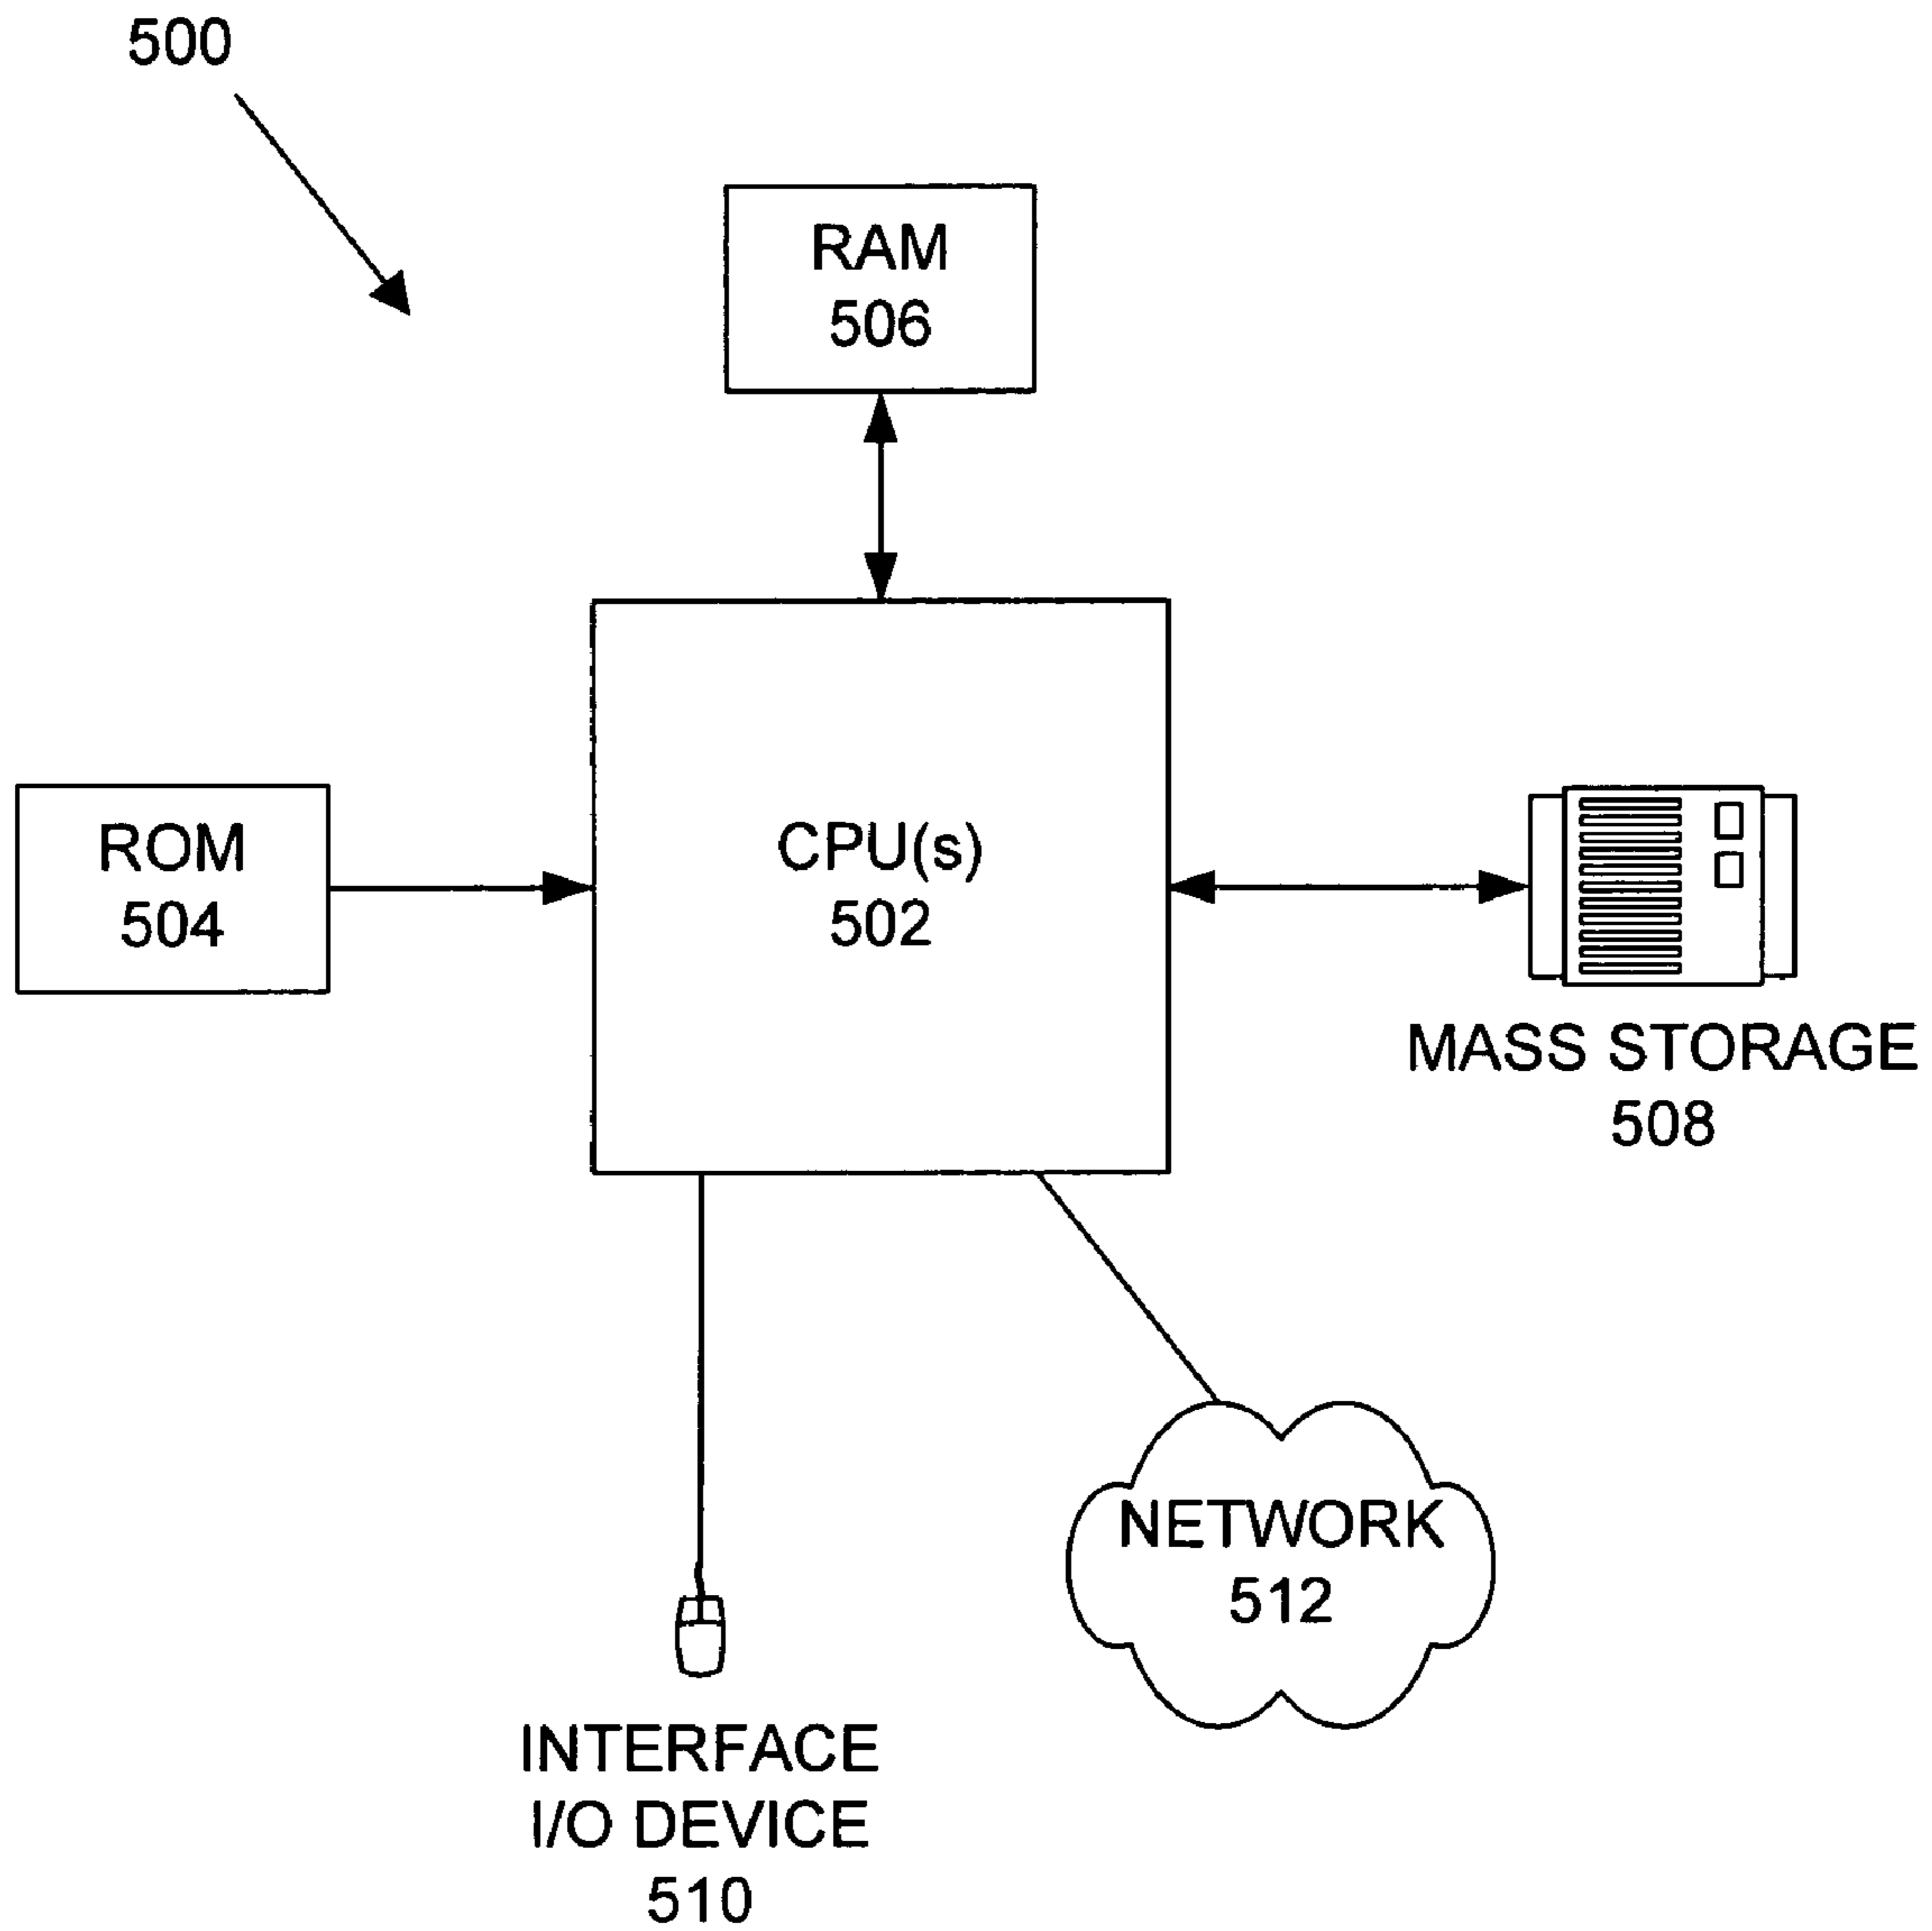 500
RAM
506
ROM
504
CPU(s)
502
MASS STORAGE
508
NETWORK
512
INTERFACE
I/O DEVICE
510